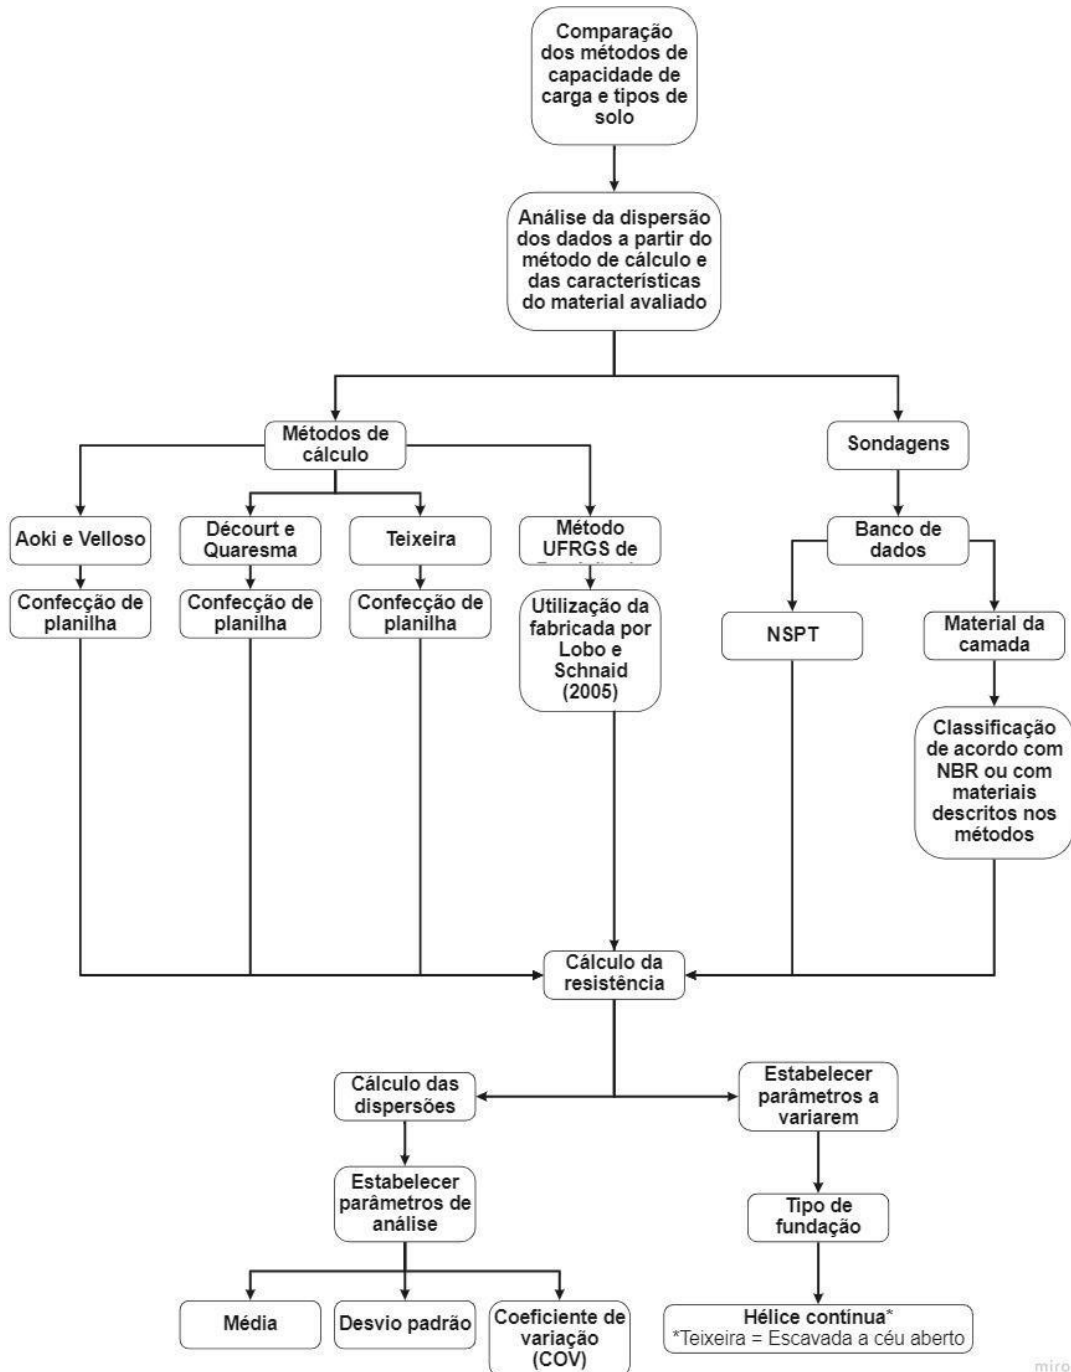 Comparação
dos métodos de
capacidade de
carga e tipos de
solo
Análise da dispersão
dos dados a partir do
método de cálculo e
das características
do material avaliado
Métodos de
cálculo
Sondagens
Aoki e Velloso
Décourt e
Quaresma
Teixeira
Método
UFRGS de
Banco de
dados
Confecção de
planilha
Confecção de
planilha
Confecção de
planilha
Utilização da
fabricada por
Lobo e
Schnaid
(2005)
NSPT
Material da
camada
Classificação
de acordo com
NBR ou com
materiais
descritos nos
métodos
Cálculo da
resistência
Cálculo das
dispersões
Estabelecer
parâmetros a
variarem
Estabelecer
parâmetros de
análise
Tipo de
fundação
Média
Desvio padrão
Coeficiente de
variação
(COV)
Hélice contínua*
*Teixeira = Escavada a céu aberto
miro